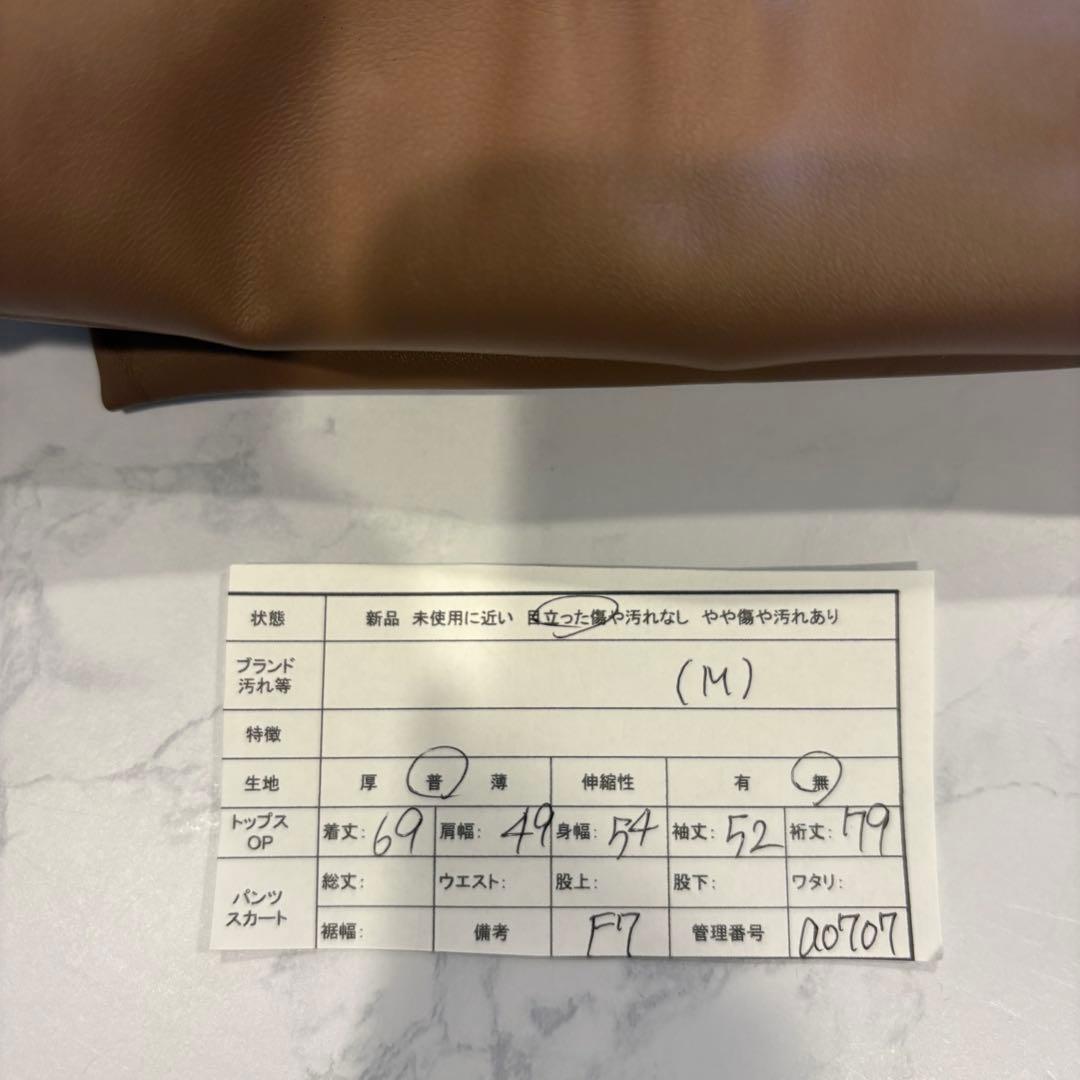 状態 新品 未使用に近い 目立った傷や汚れなし やや傷や汚れあり
ブランド
汚れ等 (M)
特徴
生地 厚 普 薄 伸縮性 有 無
トップス
OP 着丈: 69 肩幅: 49 身幅: 54 袖丈: 52 裄丈: 79
パンツ
スカート 総丈: ウエスト: 股上: 股下: ワタリ:
裾幅: 備考 F7 管理番号 a0707